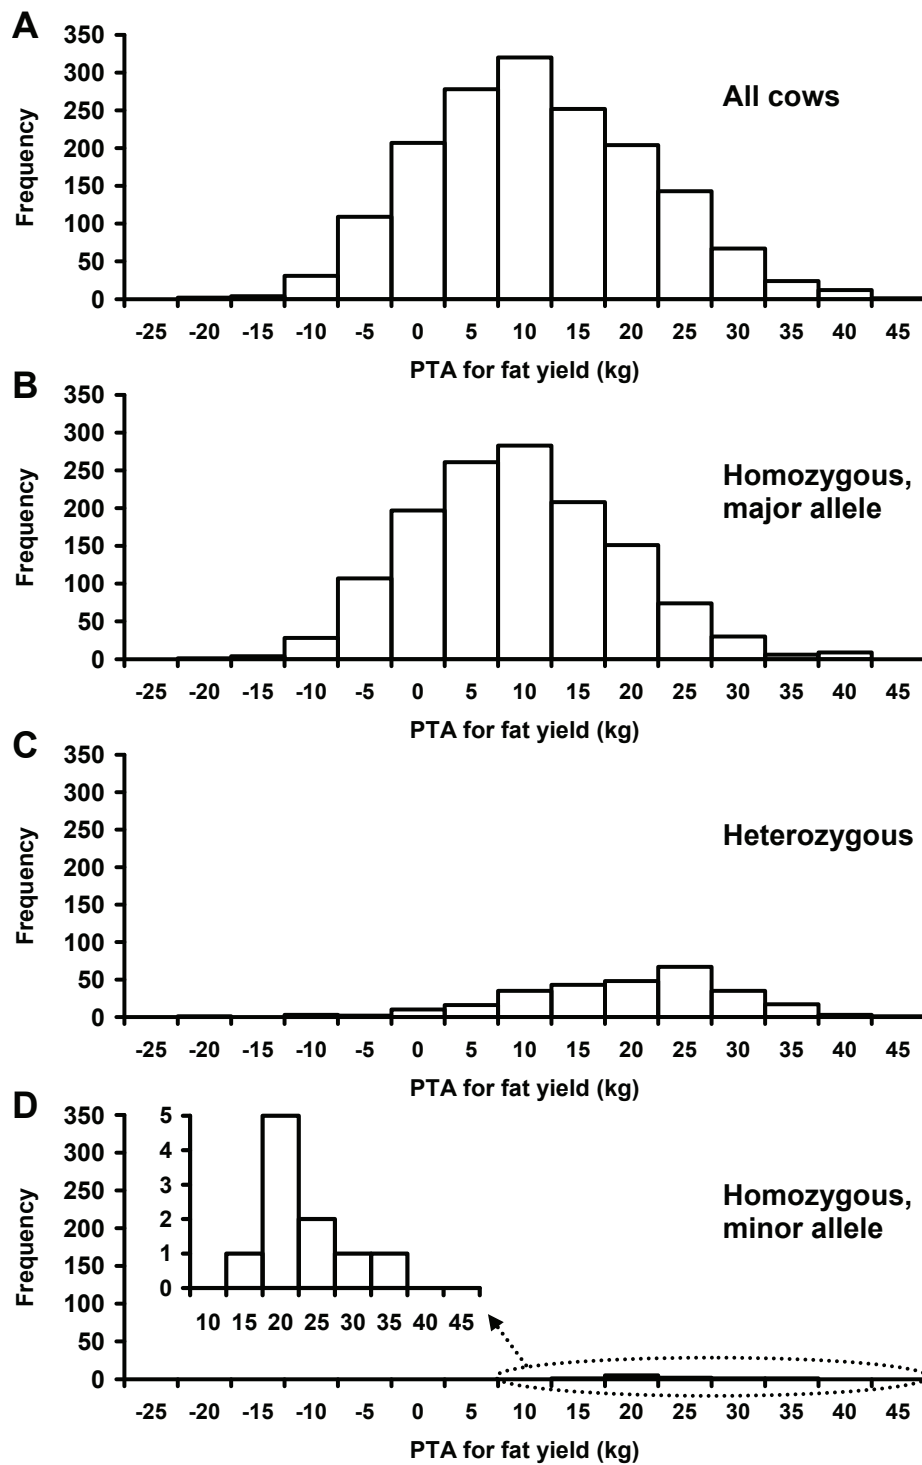 A
350
300
250
200
150
100
50
0
Frequency
All cows
-25 -20 -15 -10 -5 0 5 10 15 20 25 30 35 40 45
PTA for fat yield (kg)
B
350
300
250
200
150
100
50
0
Frequency
Homozygous,
major allele
-25 -20 -15 -10 -5 0 5 10 15 20 25 30 35 40 45
PTA for fat yield (kg)
C
350
300
250
200
150
100
50
0
Frequency
Heterozygous
-25 -20 -15 -10 -5 0 5 10 15 20 25 30 35 40 45
PTA for fat yield (kg)
D
350
300
250
200
150
100
50
0
Frequency
5
4
3
2
1
0
10 15 20 25 30 35 40 45
Homozygous,
minor allele
-25 -20 -15 -10 -5 0 5 10 15 20 25 30 35 40 45
PTA for fat yield (kg)